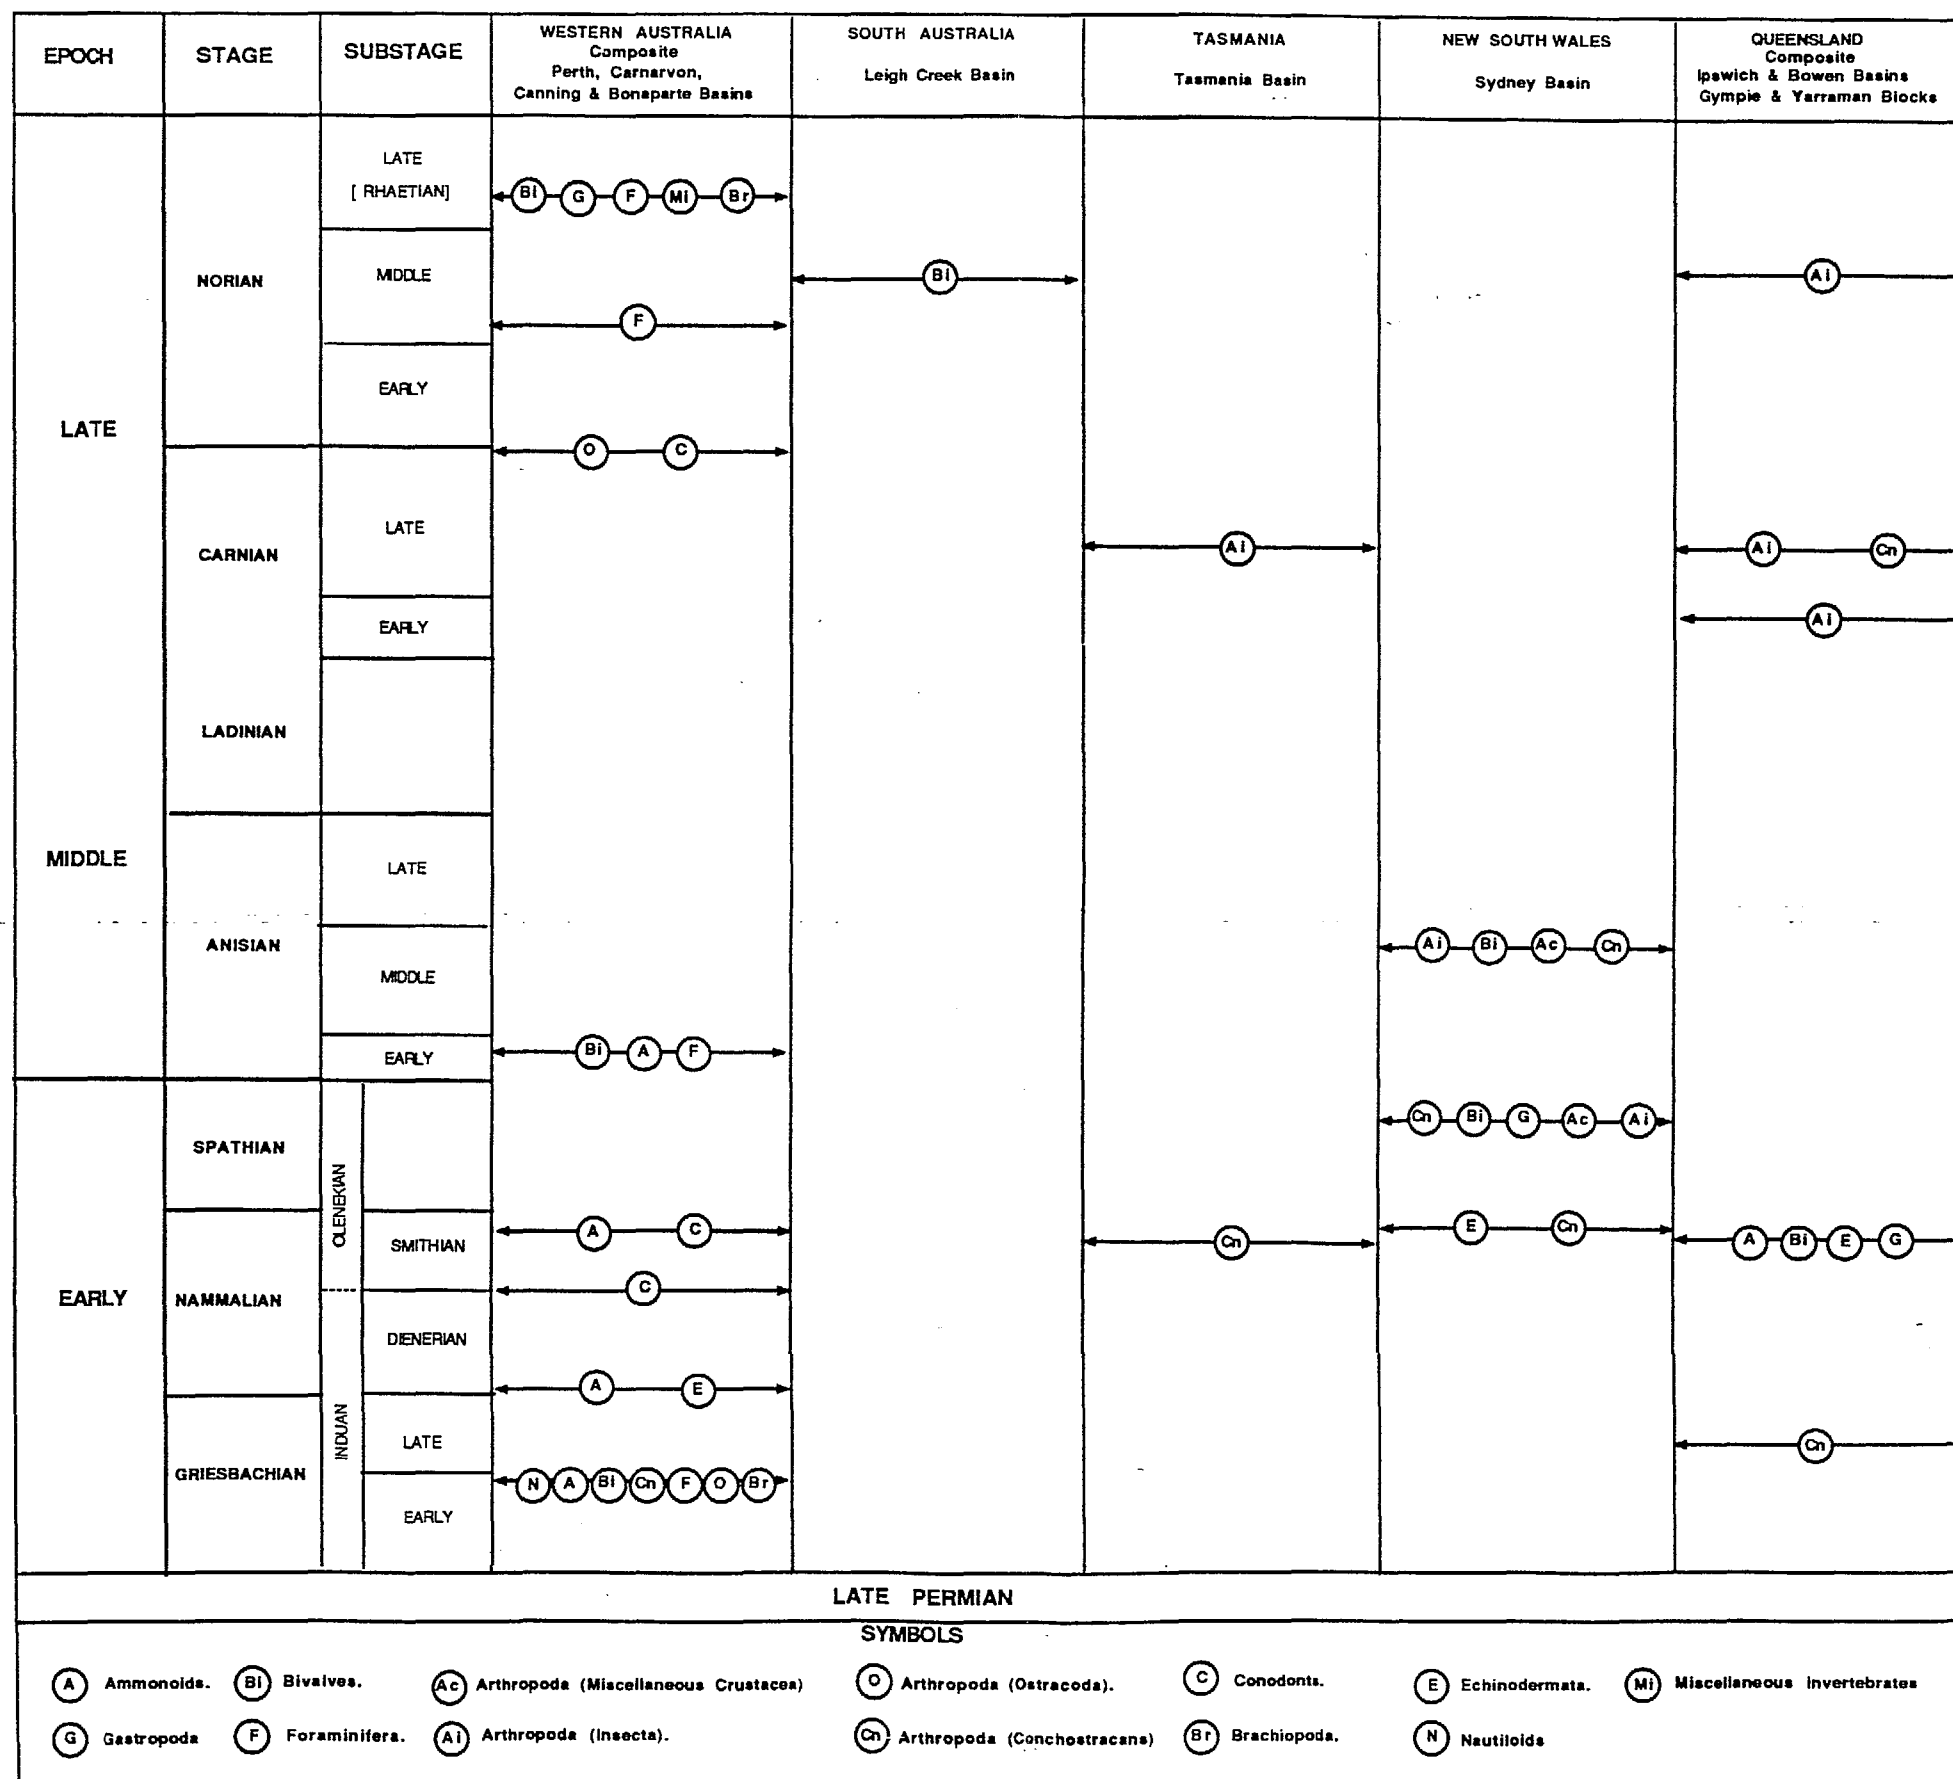 EPOCH
STAGE
SUBSTAGE
WESTERN AUSTRALIA
Composite
Perth, Carnarvon,
Canning & Bonaparte Basins
SOUTH AUSTRALIA
Leigh Creek Basin
TASMANIA
Tasmania Basin
NEW SOUTH WALES
Sydney Basin
QUEENSLAND
Composite
Ipswich & Bowen Basins
Gympie & Yarraman Blocks
LATE
[ RHAETIAN]
Bi G F Mi Br
NORIAN
MIDDLE
Bi
Ai
F
EARLY
LATE
O C
CARNIAN
LATE
Ai
Ai Cn
EARLY
Ai
LADINIAN
MIDDLE
LATE
ANISIAN
Ai Bi Ac Cn
MIDDLE
EARLY
Bi A F
SPATHIAN
Cn Bi G Ac Ai
OLENEKIAN
SMITHIAN
A C
Cn
E Cn
A Bi E G
EARLY
NAMMALIAN
C
DIENERIAN
A E
INDUAN
LATE
Cn
GRIESBACHIAN
N A Bi Cn F O Br
EARLY
LATE PERMIAN
SYMBOLS
A Ammonoids. Bi Bivalves. Ac Arthropoda (Miscellaneous Crustacea) O Arthropoda (Ostracoda). C Conodonts. E Echinodermata. Mi Miscellaneous Invertebrates
G Gastropoda F Foraminifera. Ai Arthropoda (Insecta). Cn Arthropoda (Conchostracans) Br Brachiopoda. N Nautiloids